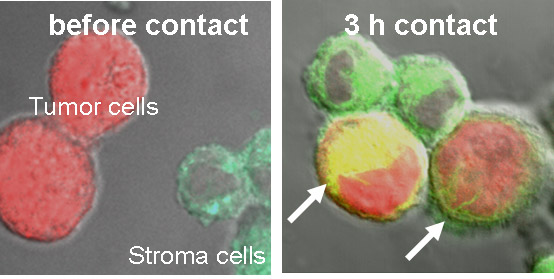 before contact
Tumor cells
Stroma cells
3 h contact